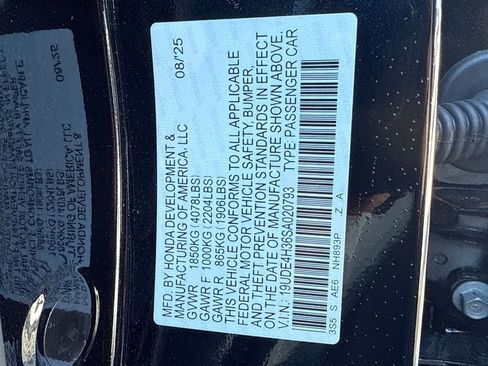 MFD. BY HONDA DEVELOPMENT &
MANUFACTURING OF AMERICA, LLC 08/25
GVWR 1850KG (4078LBS)
GAWR F 1000KG (2204LBS)
GAWR R 865KG (1906LBS)
THIS VEHICLE CONFORMS TO ALL APPLICABLE
FEDERAL MOTOR VEHICLE SAFETY, BUMPER,
AND THEFT PREVENTION STANDARDS IN EFFECT
ON THE DATE OF MANUFACTURE SHOWN ABOVE.
V.I.N.: 19UDE4H36SA020793 TYPE: PASSENGER CAR
3S5 S AE6 NH893P Z A